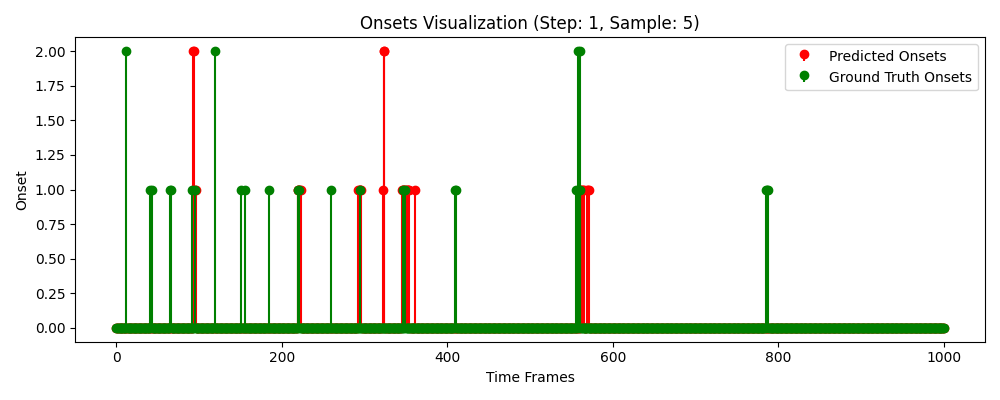 Onsets Visualization (Step: 1, Sample: 5)
Predicted Onsets
Ground Truth Onsets
Onset
2.00
1.75
1.50
1.25
1.00
0.75
0.50
0.25
0.00
0 200 400 600 800 1000
Time Frames